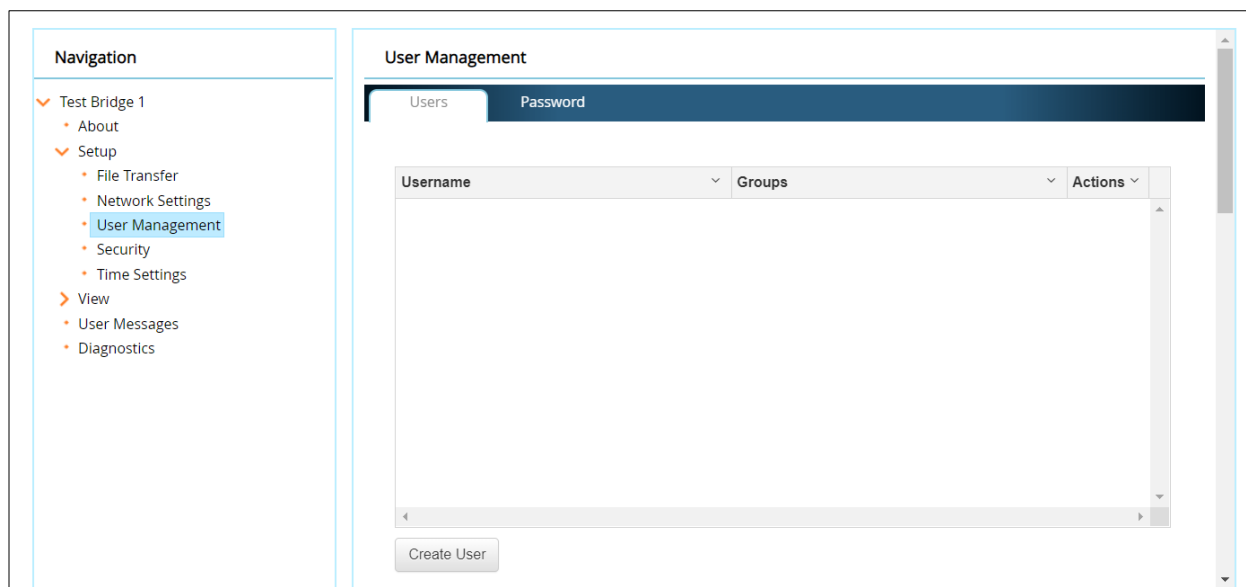 Navigation
Test Bridge 1
About
Setup
File Transfer
Network Settings
User Management
Security
Time Settings
View
User Messages
Diagnostics
User Management
Users Password
Username Groups Actions
Create User